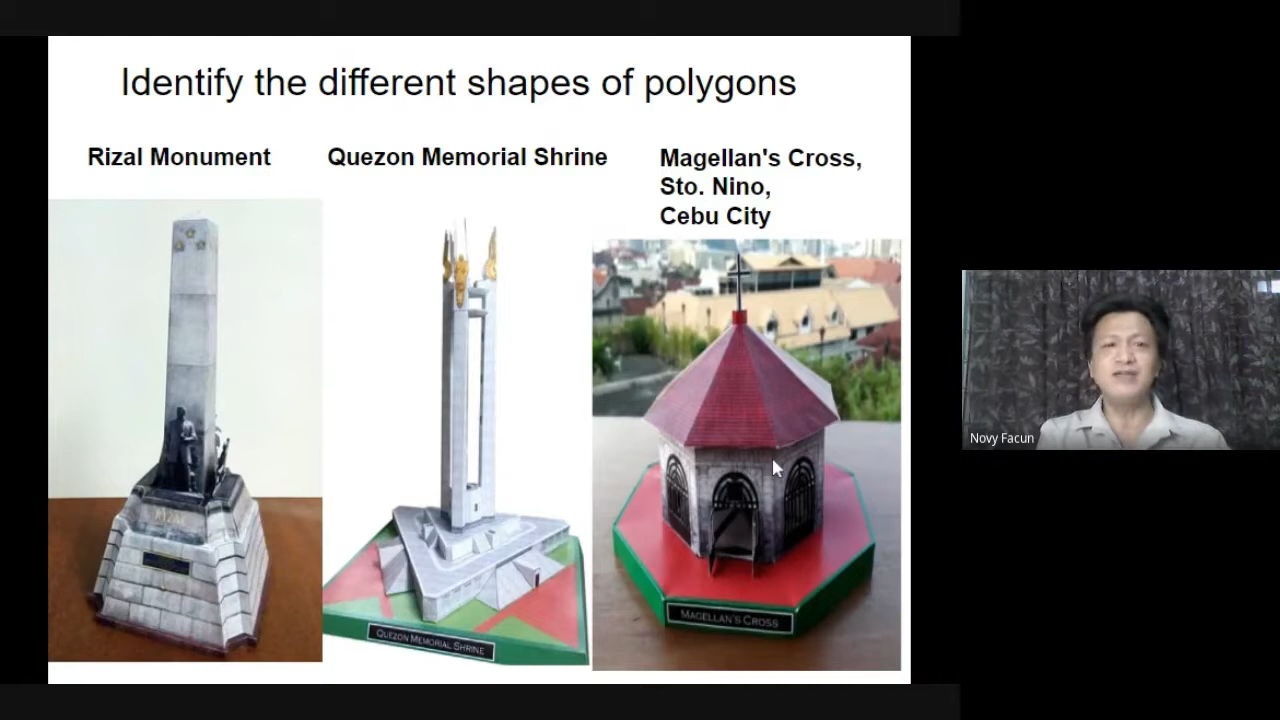 Identify the different shapes of polygons
Rizal Monument
Quezon Memorial Shrine
Magellan's Cross,
Sto. Nino,
Cebu City
RIZAL
QUEZON MEMORIAL SHRINE
MAGELLAN'S CROSS
Novy Facun